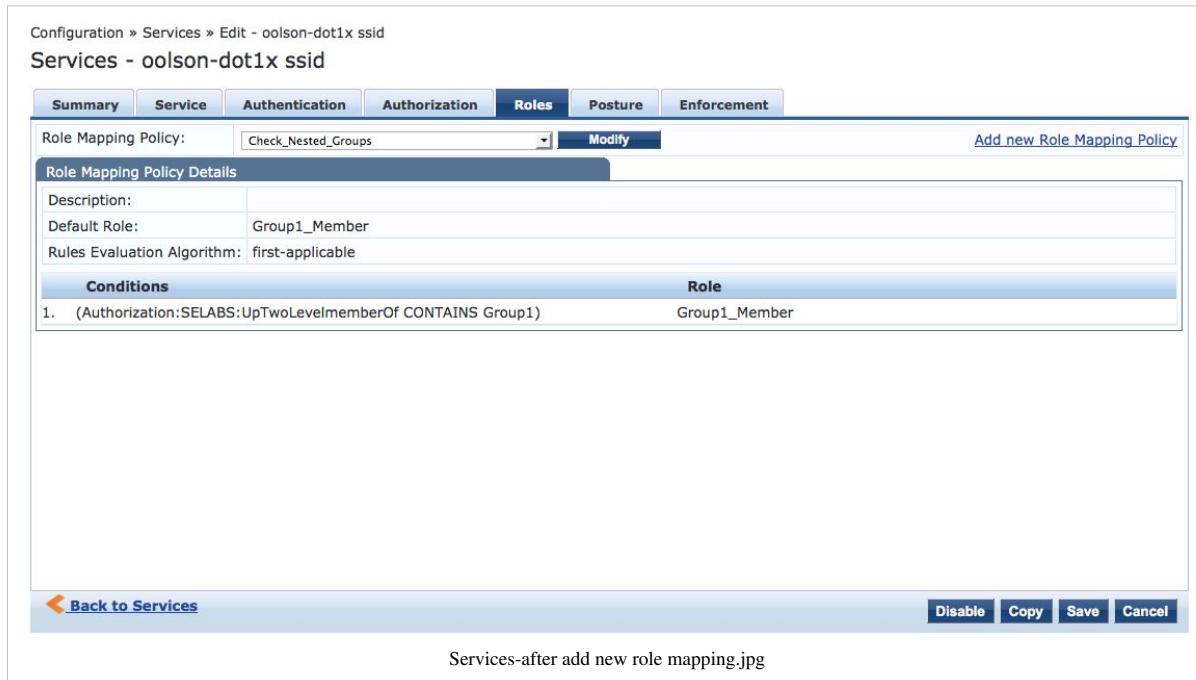 Configuration » Services » Edit - oolson-dot1x ssid
Services - oolson-dot1x ssid
Summary Service Authentication Authorization Roles Posture Enforcement
Role Mapping Policy: Check_Nested_Groups Modify Add new Role Mapping Policy
Role Mapping Policy Details
Description:
Default Role: Group1_Member
Rules Evaluation Algorithm: first-applicable
Conditions Role
1. (Authorization:SELABS:UpTwoLevelmemberOf CONTAINS Group1) Group1_Member
Back to Services Disable Copy Save Cancel
Services-after add new role mapping.jpg